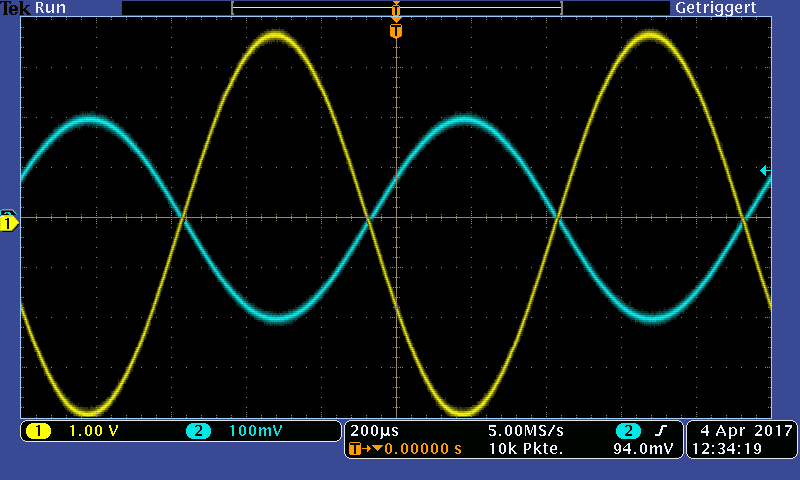 Tek Run
Getriggert
T
T
2
1
1 1.00 V 2 100mV
200µs 5.00MS/s 2 4 Apr 2017
T→▼0.00000 s 10k Pkte. 94.0mV 12:34:19